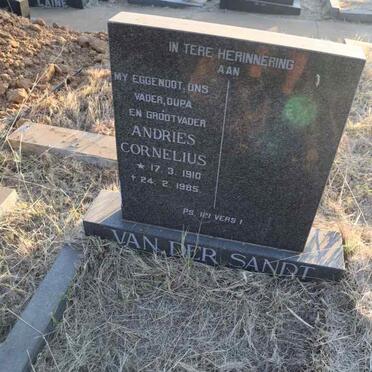 IN TERE HERINNERING
AAN
MY EGGENOOT, ONS
VADER, OUPA
EN GROOTVADER
ANDRIES
CORNELIUS
* 17. 3. 1910
† 24. 2. 1985
PS. 121 VERS 1
VAN DER SANDT